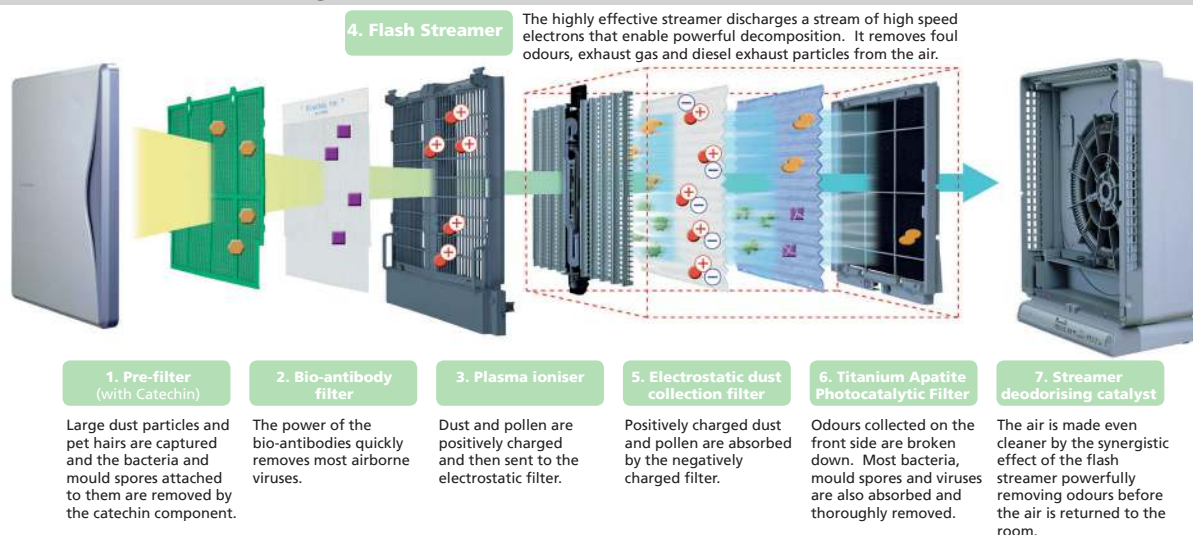 4. Flash Streamer
The highly effective streamer discharges a stream of high speed
electrons that enable powerful decomposition.  It removes foul
odours, exhaust gas and diesel exhaust particles from the air.
1. Pre-filter
(with Catechin)
Large dust particles and
pet hairs are captured
and the bacteria and
mould spores attached
to them are removed by
the catechin component.
2. Bio-antibody
filter
The power of the
bio-antibodies quickly
removes most airborne
viruses.
3. Plasma ioniser
Dust and pollen are
positively charged
and then sent to the
electrostatic filter.
5. Electrostatic dust
collection filter
Positively charged dust
and pollen are absorbed
by the negatively
charged filter.
6. Titanium Apatite
Photocatalytic Filter
Odours collected on the
front side are broken
down.  Most bacteria,
mould spores and viruses
are also absorbed and
thoroughly removed.
7. Streamer
deodorising catalyst
The air is made even
cleaner by the synergistic
effect of the flash
streamer powerfully
removing odours before
the air is returned to the
room.